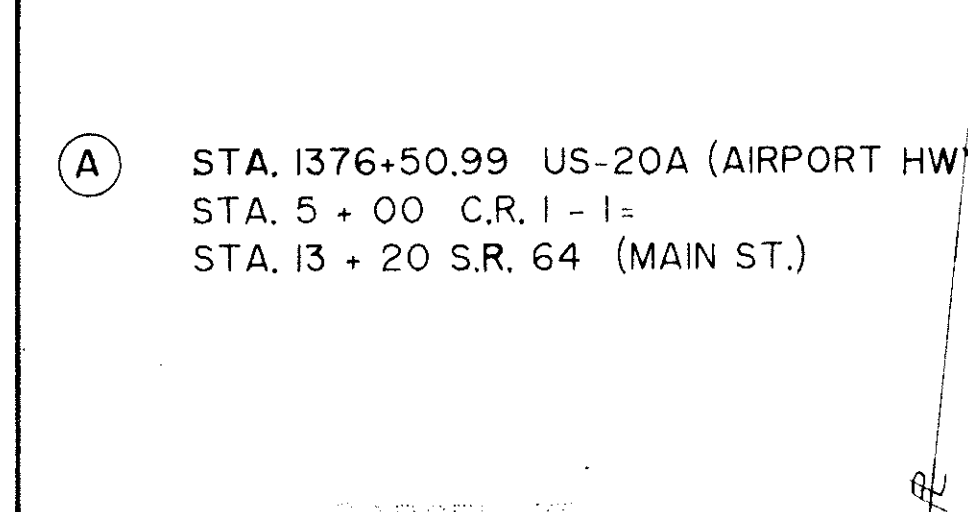 A STA. 1376+50.99 US-20A (AIRPORT HW
STA. 5 + 00 C.R. 1 - 1 =
STA. 13 + 20 S.R. 64 (MAIN ST.)